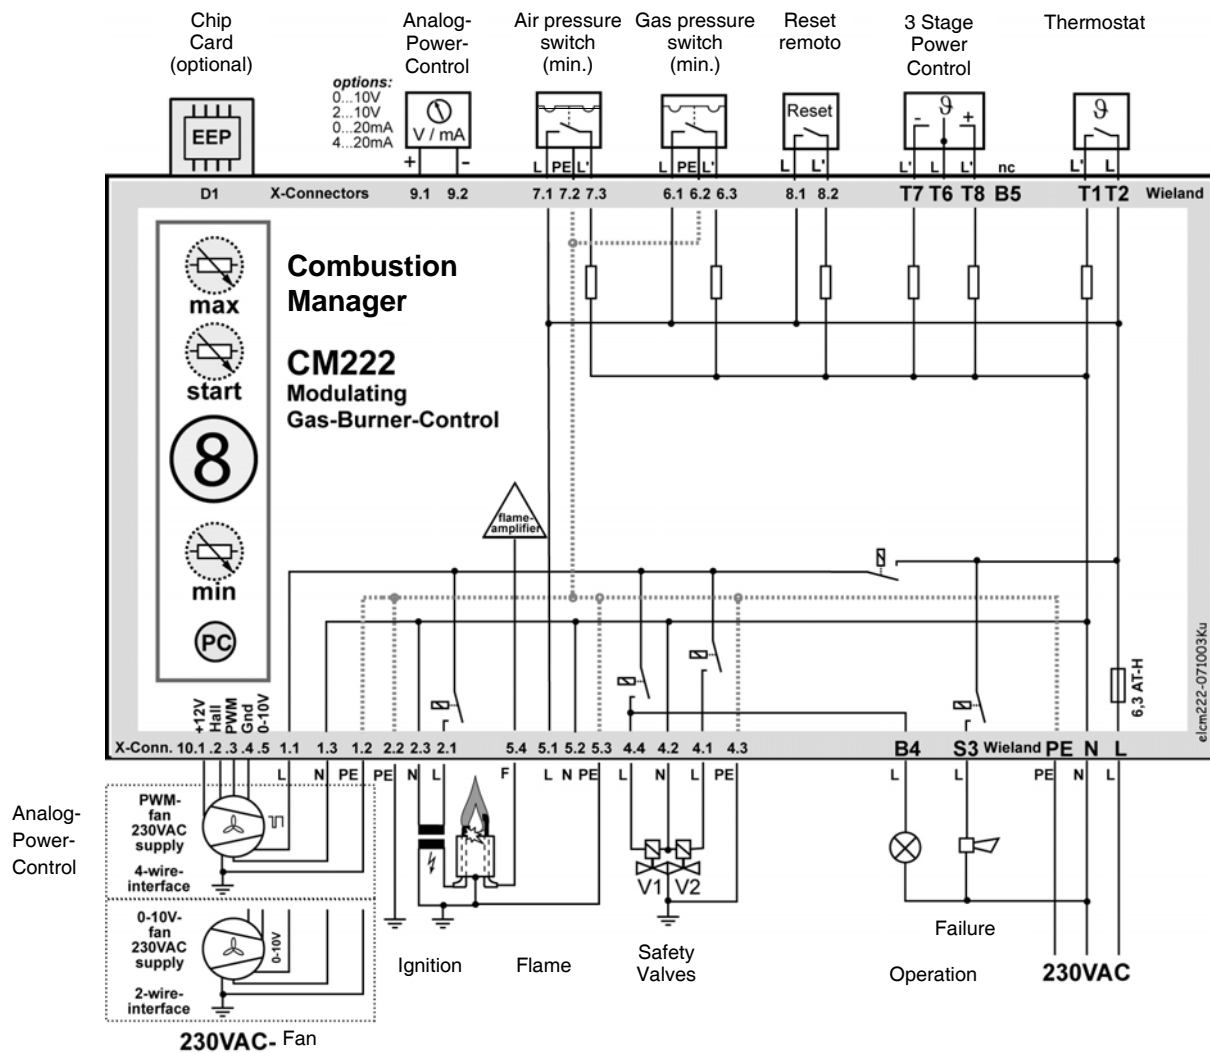 Chip
Card
(optional)
Analog-
Power-
Control
Air pressure
switch
(min.)
Gas pressure
switch
(min.)
Reset
remoto
3 Stage
Power
Control
Thermostat
options:
0...10V
2...10V
0...20mA
4...20mA
EEP
V / mA
Reset
ϑ
- +
ϑ
+ -
L PE L'
L PE L'
L L'
L' L L'
nc
L' L
D1 X-Connectors 9.1 9.2 7.1 7.2 7.3 6.1 6.2 6.3 8.1 8.2 T7 T6 T8 B5 T1 T2 Wieland
max
start
8
min
PC
Combustion
Manager
CM222
Modulating
Gas-Burner-Control
flame-
amplifier
6,3 AT-H
elcm222-071003Ku
+12V
Hall
PWM
Gnd
0-10V
X-Conn. 10.1 .2 .3 .4 .5 1.1 1.3 1.2 2.2 2.3 2.1 5.4 5.1 5.2 5.3 4.4 4.2 4.1 4.3 B4 S3 Wieland PE N L
L N PE PE N L F L N PE L N L PE L L PE N L
Analog-
Power-
Control
PWM-
fan
230VAC
supply
4-wire-
interface
0-10V-
fan
230VAC
supply
2-wire-
interface
0-10V
V1 V2
Ignition
Flame
Safety
Valves
Operation
Failure
230VAC
230VAC- Fan